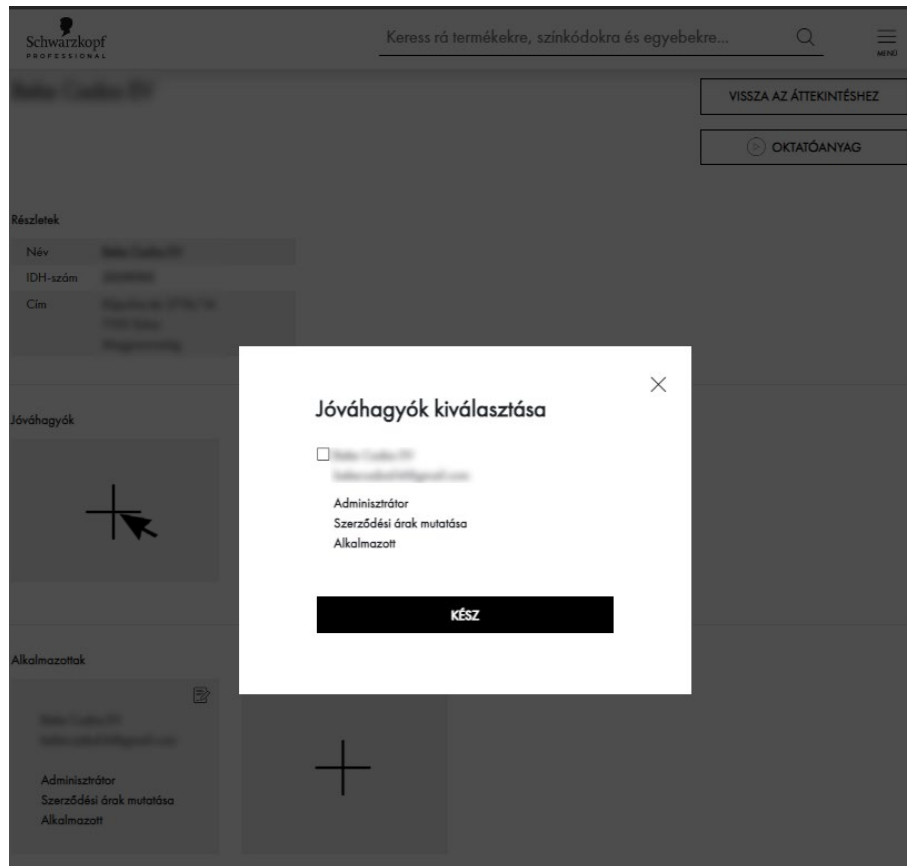 Schwarzkopf
PROFESSIONAL
Keress rá termékekre, színkódokra és egyebekre...
MENÜ
VISSZA AZ ÁTTEKINTÉSHEZ
OKTATÓANYAG
Részletek
Név
IDH-szám
Cím
Jóváhagyók
Jóváhagyók kiválasztása
Adminisztrátor
Szerződési árak mutatása
Alkalmazott
KÉSZ
Alkalmazottak
Adminisztrátor
Szerződési árak mutatása
Alkalmazott